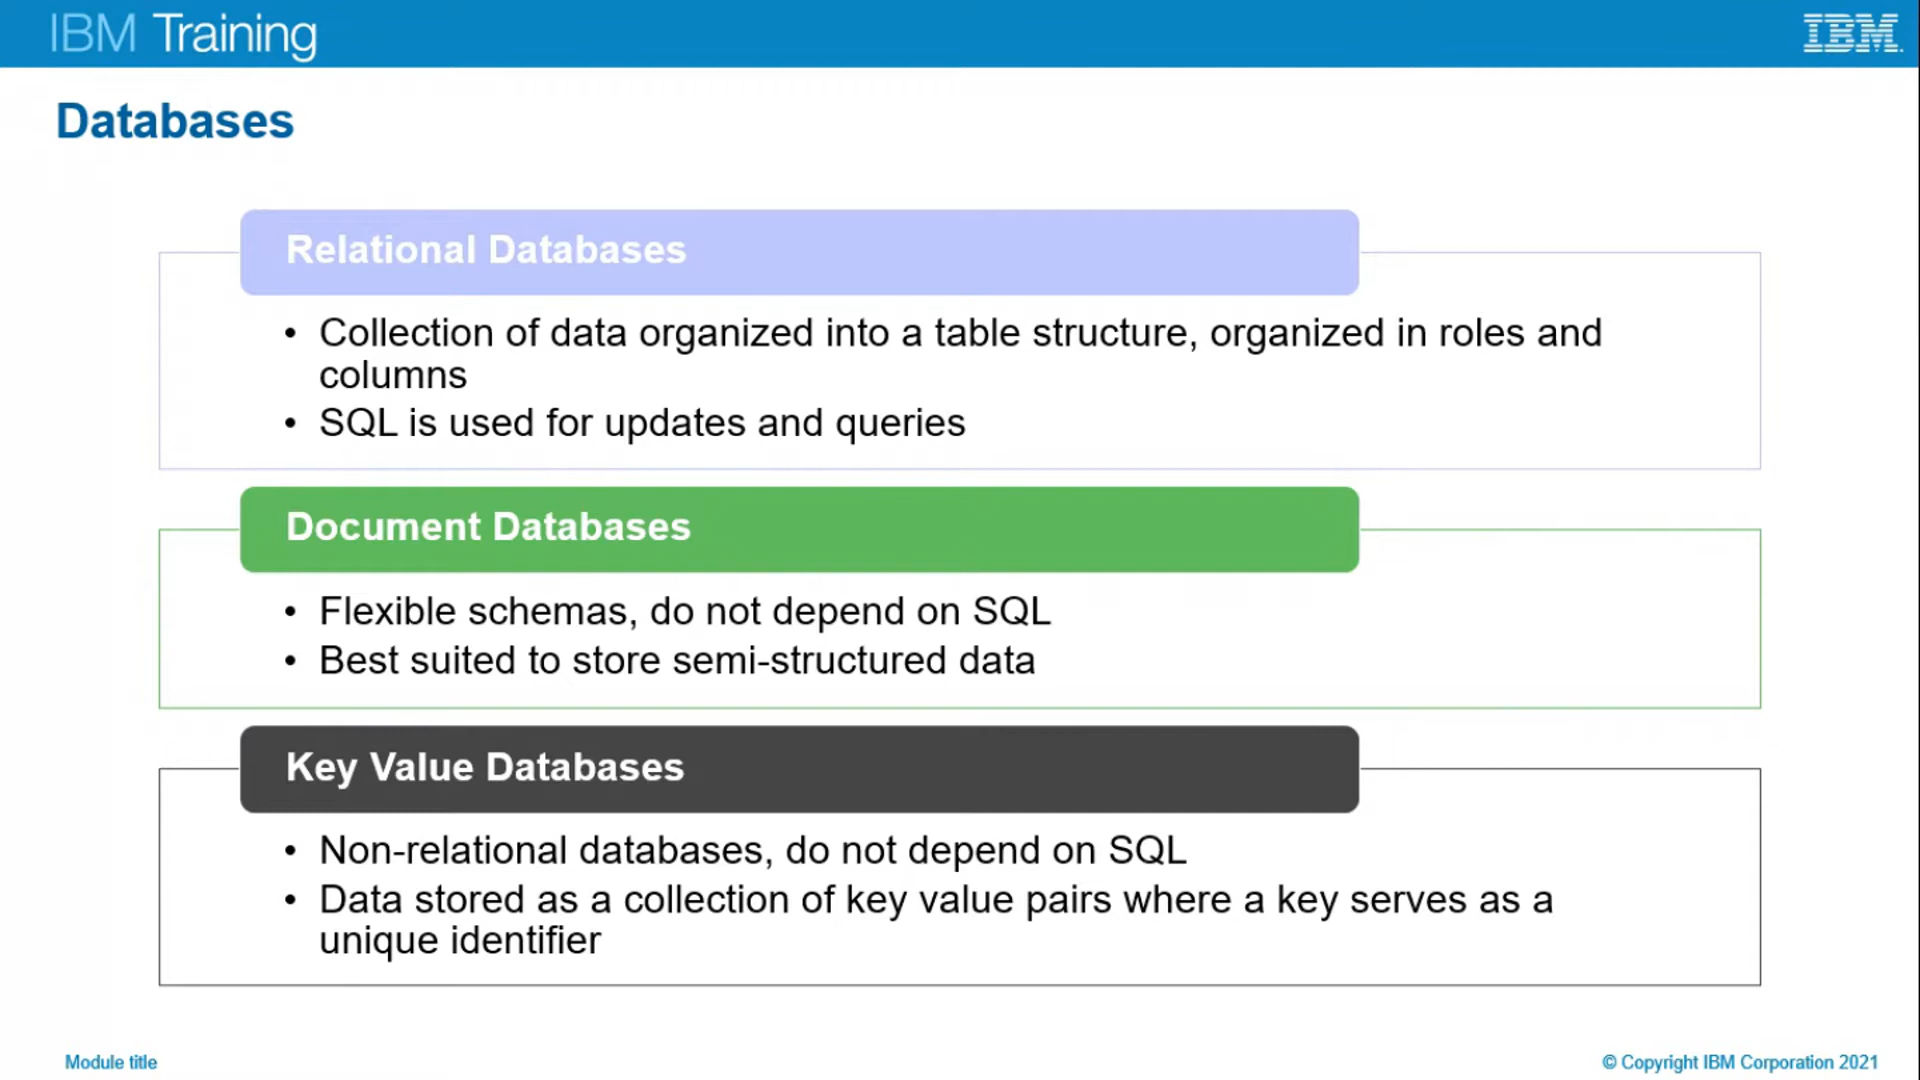 IBM Training
IBM
Databases
Relational Databases
• Collection of data organized into a table structure, organized in roles and
columns
• SQL is used for updates and queries
Document Databases
• Flexible schemas, do not depend on SQL
• Best suited to store semi-structured data
Key Value Databases
• Non-relational databases, do not depend on SQL
• Data stored as a collection of key value pairs where a key serves as a
unique identifier
Module title
© Copyright IBM Corporation 2021